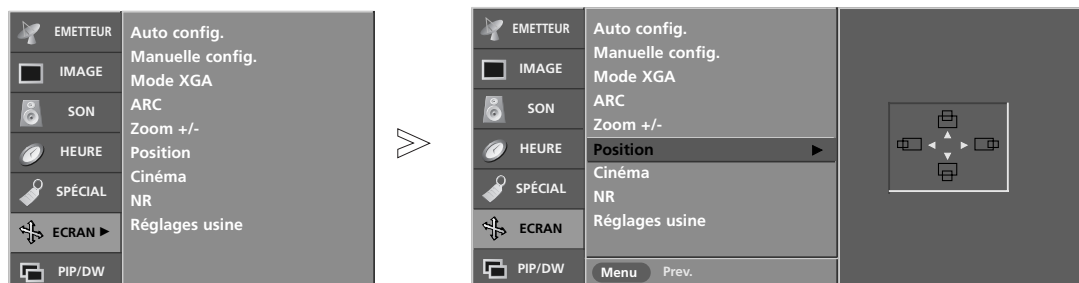 EMETTEUR
IMAGE
SON
HEURE
SPÉCIAL
ECRAN ►
PIP/DW
Auto config.
Manuelle config.
Mode XGA
ARC
Zoom +/-
Position
Cinéma
NR
Réglages usine
EMETTEUR
IMAGE
SON
HEURE
SPÉCIAL
ECRAN
PIP/DW
Auto config.
Manuelle config.
Mode XGA
ARC
Zoom +/-
Position ►
Cinéma
NR
Réglages usine
Menu Prev.